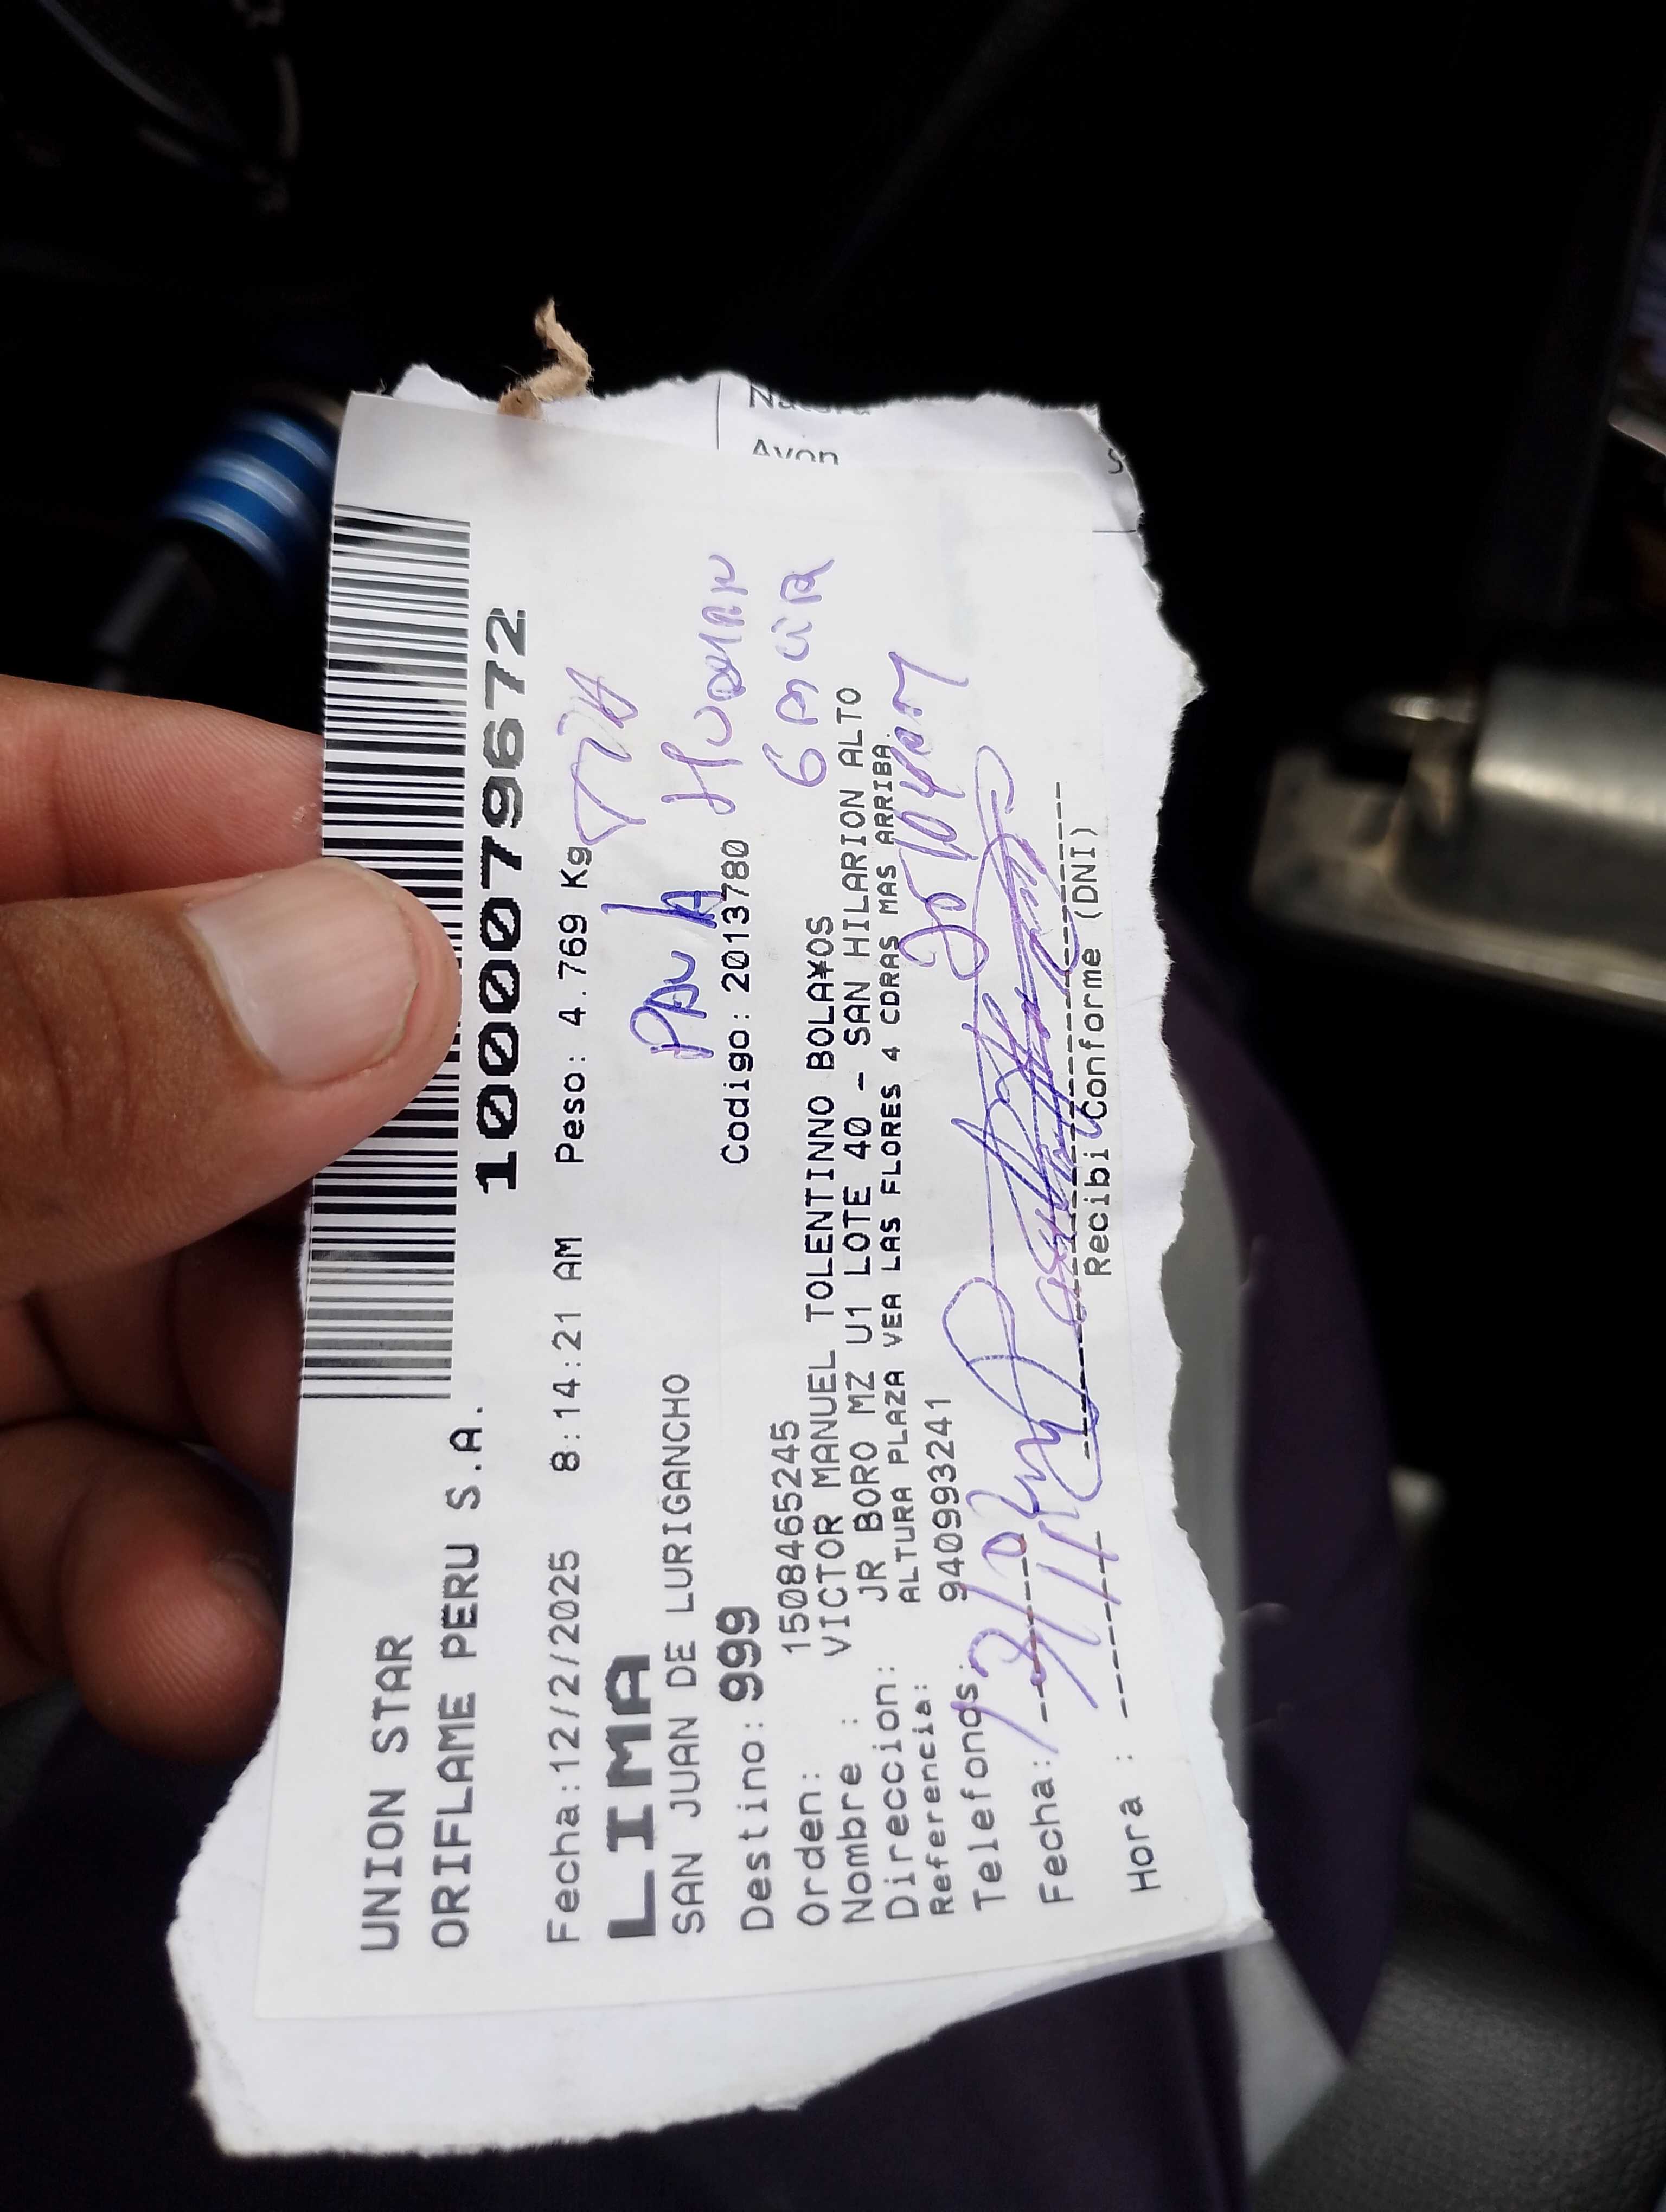 UNION STAR
ORIFLAME PERU S.A.
1000079672
Fecha:12/2/2025 8:14:21 AM Peso: 4.769 Kg
LIMA
SAN JUAN DE LURIGANCHO
Destino: 999 Codigo: 2013780
Orden: 1508465245
Nombre : VICTOR MANUEL TOLENTINNO BOLA¥OS
Direccion: JR BORO MZ U1 LOTE 40 - SAN HILARION ALTO
Referencia: ALTURA PLAZA VEA LAS FLORES 4 CDRAS MAS ARRIBA.
Telefonos: 940993241
Fecha:
Hora :
Recibi Conforme (DNI)
Avon